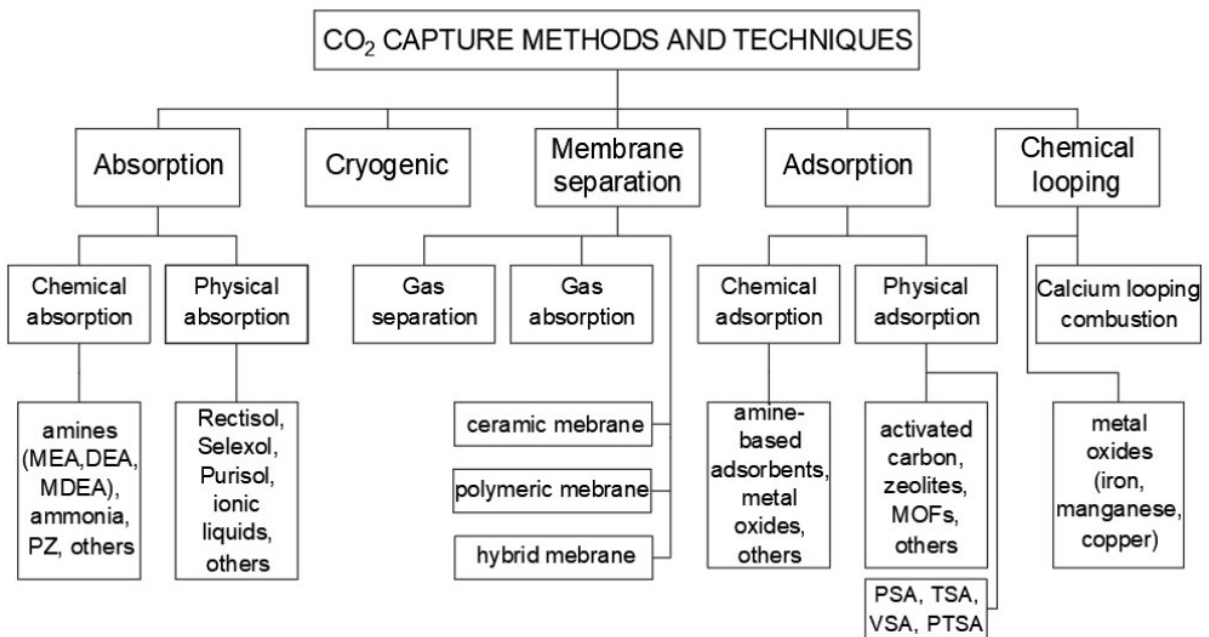 CO₂ CAPTURE METHODS AND TECHNIQUES
Absorption
Cryogenic
Membrane
separation
Adsorption
Chemical
looping
Chemical
absorption
Physical
absorption
Gas
separation
Gas
absorption
Chemical
adsorption
Physical
adsorption
Calcium looping
combustion
amines
(MEA,DEA,
MDEA),
ammonia,
PZ, others
Rectisol,
Selexol,
Purisol,
ionic
liquids,
others
ceramic mebrane
polymeric mebrane
hybrid mebrane
amine-
based
adsorbents,
metal
oxides,
others
activated
carbon,
zeolites,
MOFs,
others
PSA, TSA,
VSA, PTSA
metal
oxides
(iron,
manganese,
copper)